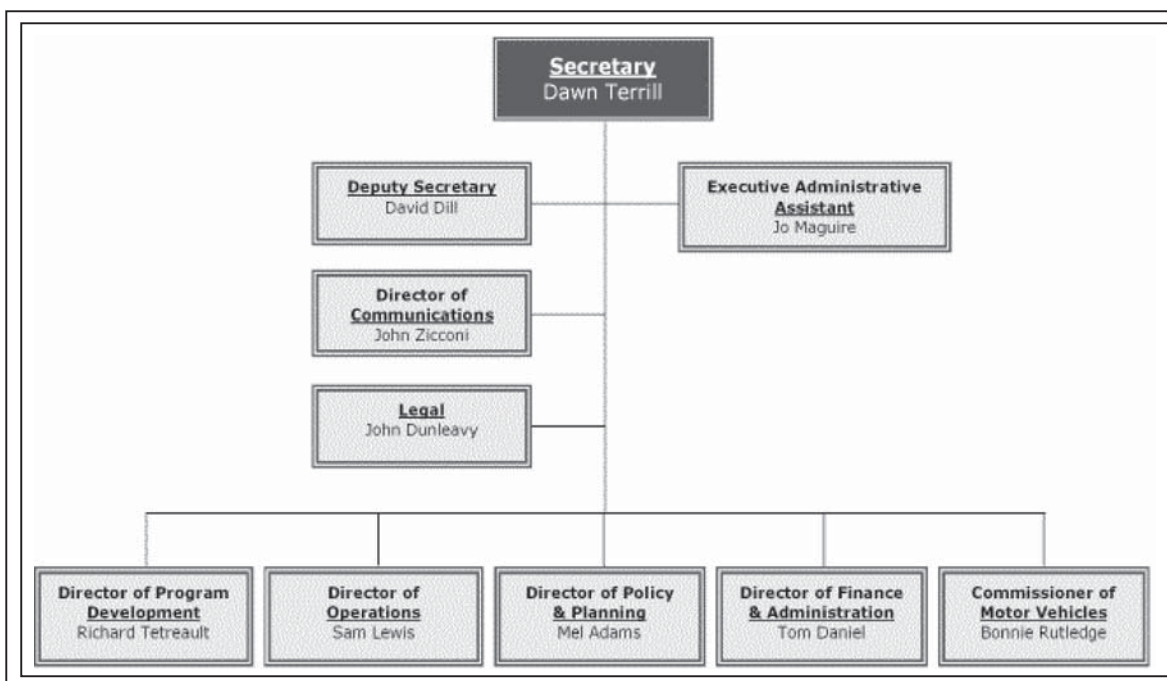 Secretary
Dawn Terrill
Deputy Secretary
David Dill
Executive Administrative
Assistant
Jo Maguire
Director of
Communications
John Zicconi
Legal
John Dunleavy
Director of Program
Development
Richard Tetreault
Director of
Operations
Sam Lewis
Director of Policy
& Planning
Mel Adams
Director of Finance
& Administration
Tom Daniel
Commissioner of
Motor Vehicles
Bonnie Rutledge